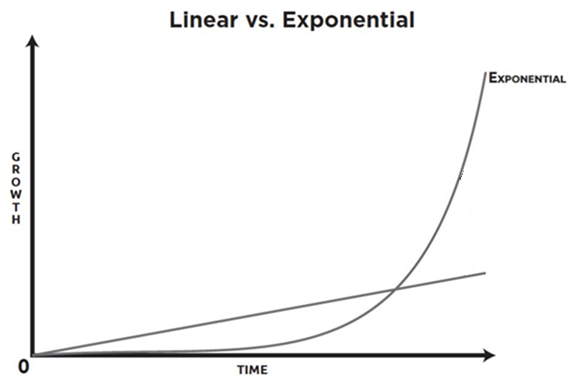 Linear vs. Exponential
EXPONENTIAL
GROWTH
0
TIME